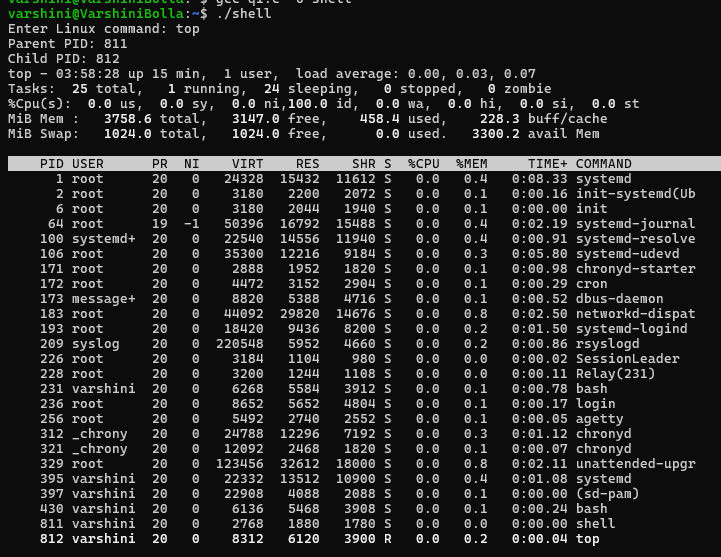 varshini@VarshiniBolla:~$ ./shell
Enter Linux command: top
Parent PID: 811
Child PID: 812
top - 03:58:28 up 15 min,  1 user,  load average: 0.00, 0.03, 0.07
Tasks:  25 total,   1 running,  24 sleeping,   0 stopped,   0 zombie
%Cpu(s):  0.0 us,  0.0 sy,  0.0 ni,100.0 id,  0.0 wa,  0.0 hi,  0.0 si,  0.0 st
MiB Mem :   3758.6 total,   3147.0 free,    458.4 used,    228.3 buff/cache
MiB Swap:   1024.0 total,   1024.0 free,      0.0 used.   3300.2 avail Mem
PID USER      PR  NI    VIRT    RES    SHR S  %CPU  %MEM     TIME+ COMMAND
1 root      20   0   24328  15432  11612 S   0.0   0.4   0:08.33 systemd
2 root      20   0    3180   2200   2072 S   0.0   0.1   0:00.16 init-systemd(Ub
6 root      20   0    3180   2044   1940 S   0.0   0.1   0:00.00 init
64 root      19  -1   50396  16792  15488 S   0.0   0.4   0:02.19 systemd-journal
100 systemd+  20   0   22540  14556  11940 S   0.0   0.4   0:00.91 systemd-resolve
106 root      20   0   35300  12216   9184 S   0.0   0.3   0:05.80 systemd-udevd
171 root      20   0    2888   1952   1820 S   0.0   0.1   0:00.98 chronyd-starter
172 root      20   0    4472   3152   2904 S   0.0   0.1   0:00.29 cron
173 message+  20   0    8820   5388   4716 S   0.0   0.1   0:00.52 dbus-daemon
183 root      20   0   44092  29820  14676 S   0.0   0.8   0:02.50 networkd-dispat
193 root      20   0   18420   9436   8200 S   0.0   0.2   0:01.50 systemd-logind
209 syslog    20   0  220548   5952   4660 S   0.0   0.2   0:00.86 rsyslogd
226 root      20   0    3184   1104    980 S   0.0   0.0   0:00.02 SessionLeader
228 root      20   0    3200   1244   1108 S   0.0   0.0   0:00.11 Relay(231)
231 varshini  20   0    6268   5584   3912 S   0.0   0.1   0:00.78 bash
236 root      20   0    8652   5652   4804 S   0.0   0.1   0:00.17 login
256 root      20   0    5492   2740   2552 S   0.0   0.1   0:00.05 agetty
312 _chrony   20   0   24788  12296   7192 S   0.0   0.3   0:01.12 chronyd
321 _chrony   20   0   12092   2468   1820 S   0.0   0.1   0:00.07 chronyd
329 root      20   0  123456  32612  18000 S   0.0   0.8   0:02.11 unattended-upgr
395 varshini  20   0   22332  13512  10900 S   0.0   0.4   0:01.08 systemd
397 varshini  20   0   22908   4088   2088 S   0.0   0.1   0:00.00 (sd-pam)
430 varshini  20   0    6136   5468   3908 S   0.0   0.1   0:00.24 bash
811 varshini  20   0    2768   1880   1780 S   0.0   0.0   0:00.00 shell
812 varshini  20   0    8312   6120   3900 R   0.0   0.2   0:00.04 top